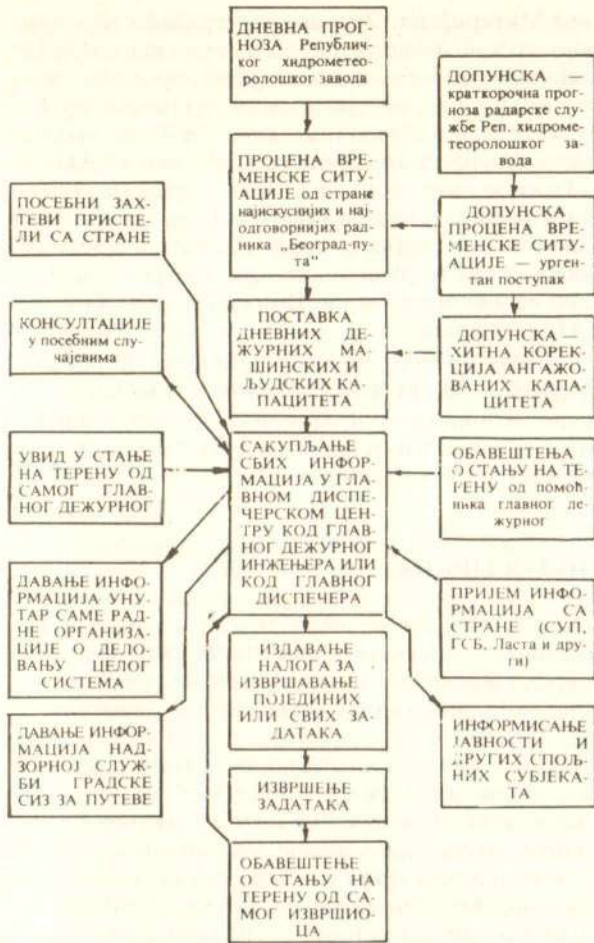 ДНЕВНА ПРОГ-
НОЗА Републич-
ког хидрометео-
ролошког завода
ДОПУНСКА —
краткорочна прог-
ноза радарске слу-
жбе Реп. хидроме-
теоролошког за-
вода
ПРОЦЕНА ВРЕ-
МЕНСКЕ СИТУ-
АЦИЈЕ од стране
најискуснијих и нај-
одговорнијих рад-
ника „Београд-пу-
та“
ПОСЕБНИ ЗАХ-
ТЕВИ ПРИСПЕ-
ЛИ СА СТРАНЕ
ДОПУНСКА
ПРОЦЕНА ВРЕ-
МЕНСКЕ СИТУ-
АЦИЈЕ — урген-
тан поступак
КОНСУЛТАЦИЈЕ
у посебним слу-
чајевима
ПОСТАВКА
ДНЕВНИХ ДЕ-
ЖУРНИХ МА-
ШИНСКИХ И
ЉУДСКИХ КА-
ПАЦИТЕТА
ДОПУНСКА —
ХИТНА КОРЕК-
ЦИЈА АНГАЖО-
ВАНИХ КАПА-
ЦИТЕТА
УВИД У СТАЊЕ
НА ТЕРЕНУ ОД
САМОГ ГЛАВ-
НОГ ДЕЖУРНОГ
САКУПЉАЊЕ
СВИХ ИНФОР-
МАЦИЈА У ГЛА-
ВНОМ ДИСПЕ-
ЧЕРСКОМ ЦЕН-
ТРУ КОД ГЛАВ-
НОГ ДЕЖУРНОГ
ИНЖЕЊЕРА ИЛИ
КОД ГЛАВНОГ
ДИСПЕЧЕРА
ОБАВЕШТЕЊА
О СТАЊУ НА ТЕ-
РЕНУ од помоћ-
ника главног де-
журног
ДАВАЊЕ ИНФО-
РМАЦИЈА УНУ-
ТАР САМЕ РАД-
НЕ ОРГАНИЗА-
ЦИЈЕ О ДЕЛО-
ВАЊУ ЦЕЛОГ
СИСТЕМА
ПРИЈЕМ ИНФО-
РМАЦИЈА СА
СТРАНЕ (СУП,
ГСБ, Ласта и дру-
ги)
ИЗДАВАЊЕ
НАЛОГА ЗА
ИЗВРШАВАЊЕ
ПОЈЕДИНИХ
ИЛИ СВИХ ЗА-
ДАТАКА
ДАВАЊЕ ИНФОР-
МАЦИЈА НАД-
ЗОРНОЈ СЛУЖ-
БИ ГРАДСКЕ
СИЗ ЗА ПУТЕВЕ
ИНФОРМИСАЊЕ
ЈАВНОСТИ И
ДРУГИХ СПОЉ-
НИХ СУБЈЕКА-
ТА
ИЗВРШЕЊЕ
ЗАДАТАКА
ОБАВЕШТЕЊЕ
О СТАЊУ НА
ТЕРЕНУ ОД СА-
МОГ ИЗВРШИО-
ЦА